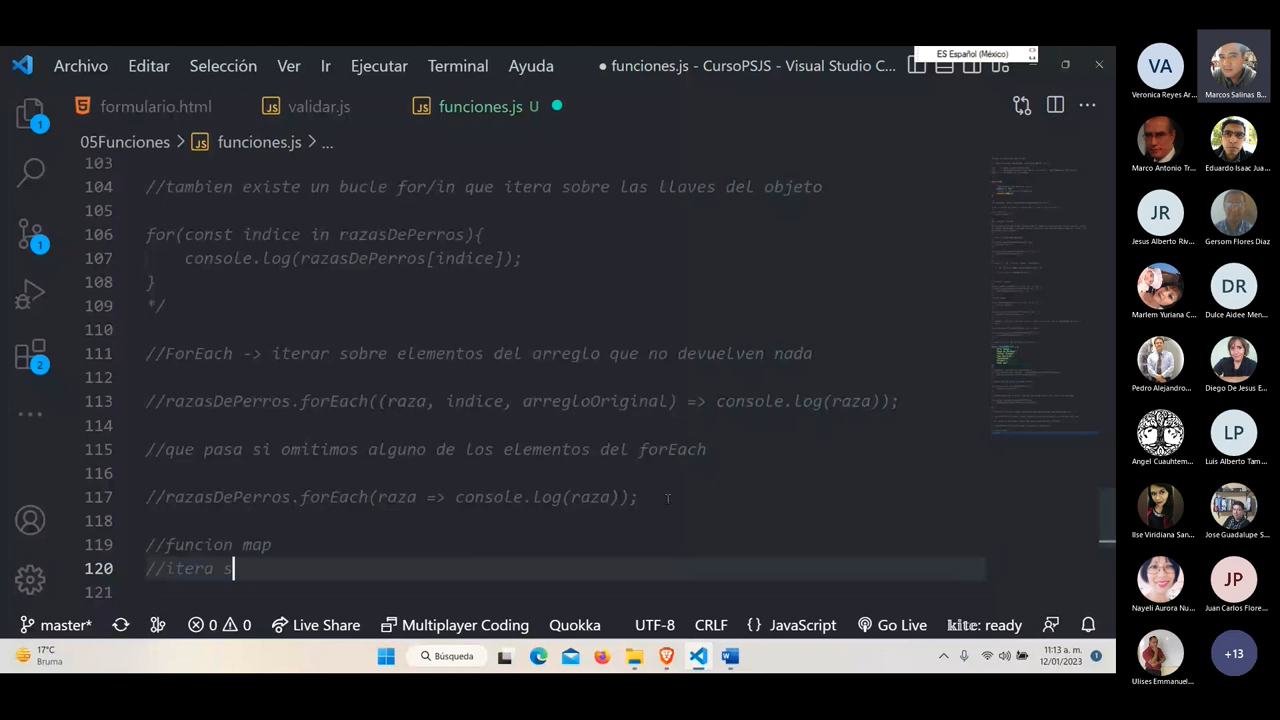 ES Español (México)
Archivo Editar Selección Ver Ir Ejecutar Terminal Ayuda ● funciones.js - CursoPSJS - Visual Studio C...
formulario.html JS validar.js JS funciones.js U
05Funciones > JS funciones.js > ...
103
104 //tambien existe un bucle for/in que itera sobre las llaves del objeto
105
106 for(const indice in razasDePerros){
107 console.log(razasDePerros[indice]);
108 }
109 */
110
111 //ForEach -> iterar sobre elementos del arreglo que no devuelven nada
112
113 //razasDePerros.forEach((raza, indice, arregloOriginal) => console.log(raza));
114
115 //que pasa si omitimos alguno de los elementos del forEach
116
117 //razasDePerros.forEach(raza => console.log(raza));
118
119 //funcion map
120 //itera s
121
1
1
2
master* 0 0 Live Share Multiplayer Coding Quokka UTF-8 CRLF {} JavaScript Go Live kite: ready
17°C
Bruma
Búsqueda
11:13 a. m.
12/01/2023
1
VA
Veronica Reyes Ar...
Marcos Salinas B...
Marco Antonio Tr...
Eduardo Isaac Jua...
JR
Jesus Alberto Riv...
Gersom Flores Diaz
Marlem Yuriana C...
DR
Dulce Aidee Men...
Pedro Alejandro...
Diego De Jesus E...
Angel Cuauhtem...
LP
Luis Alberto Tam...
Ilse Viridiana San...
Jose Guadalupe S...
Nayeli Aurora Nu...
JP
Juan Carlos Flore...
Ulises Emmanuel...
+13